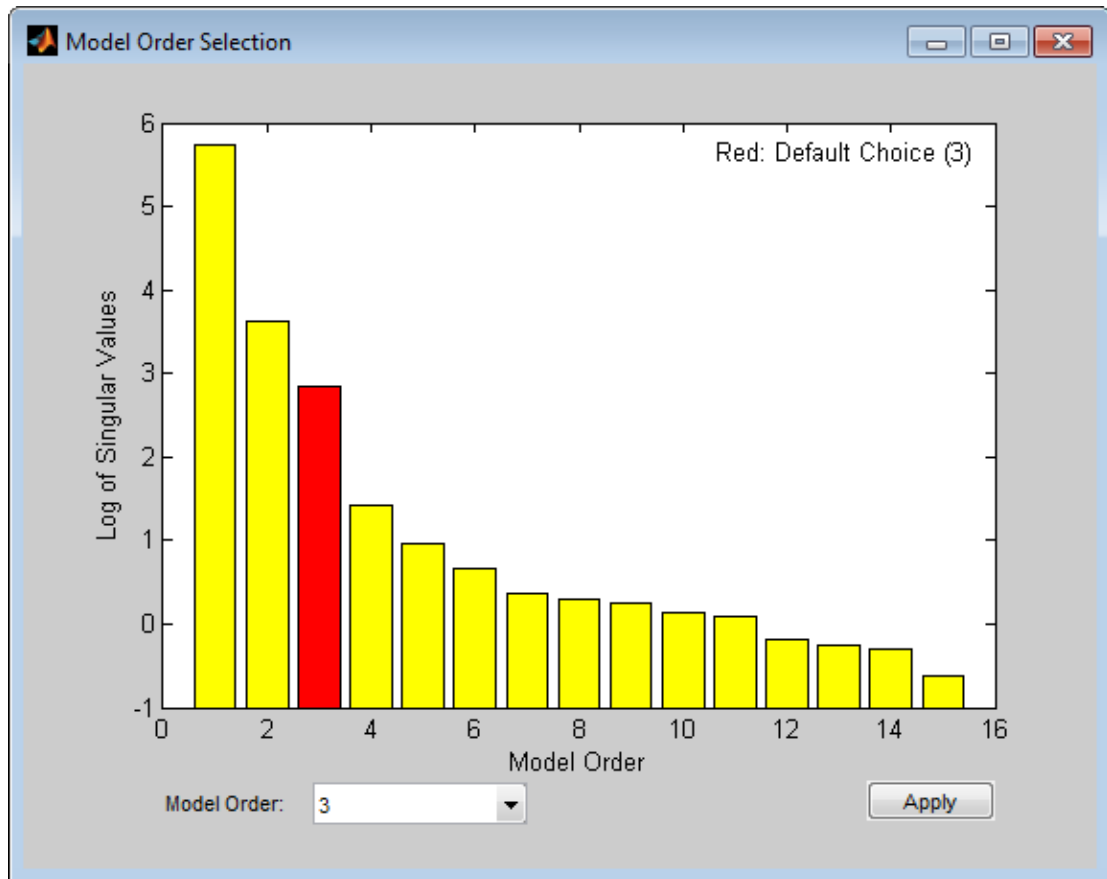 Model Order Selection
Red: Default Choice (3)
6
5
4
3
2
1
0
-1
Log of Singular Values
0 2 4 6 8 10 12 14 16
Model Order
Model Order: 3
Apply